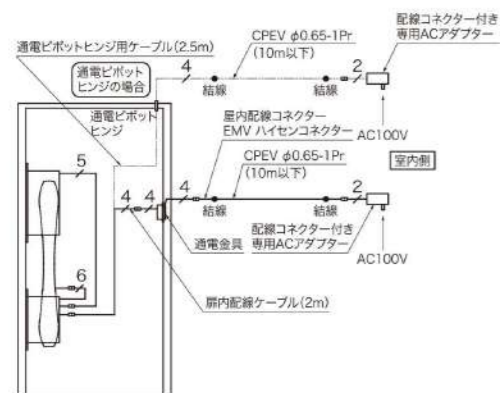 配線コネクター付き
専用ACアダプター
通電ピボットヒンジ用ケーブル(2.5m)
CPEV φ0.65-1Pr
(10m以下)
通電ピボット
ヒンジの場合
4
2
結線
結線
AC100V
通電ピボット
ヒンジ
屋内配線コネクター
EMV ハイセンコネクター
CPEV φ0.65-1Pr
(10m以下)
室内側
5
4
4
4
2
結線
結線
配線コネクター付き
専用ACアダプター
通電金具
AC100V
6
扉内配線ケーブル(2m)